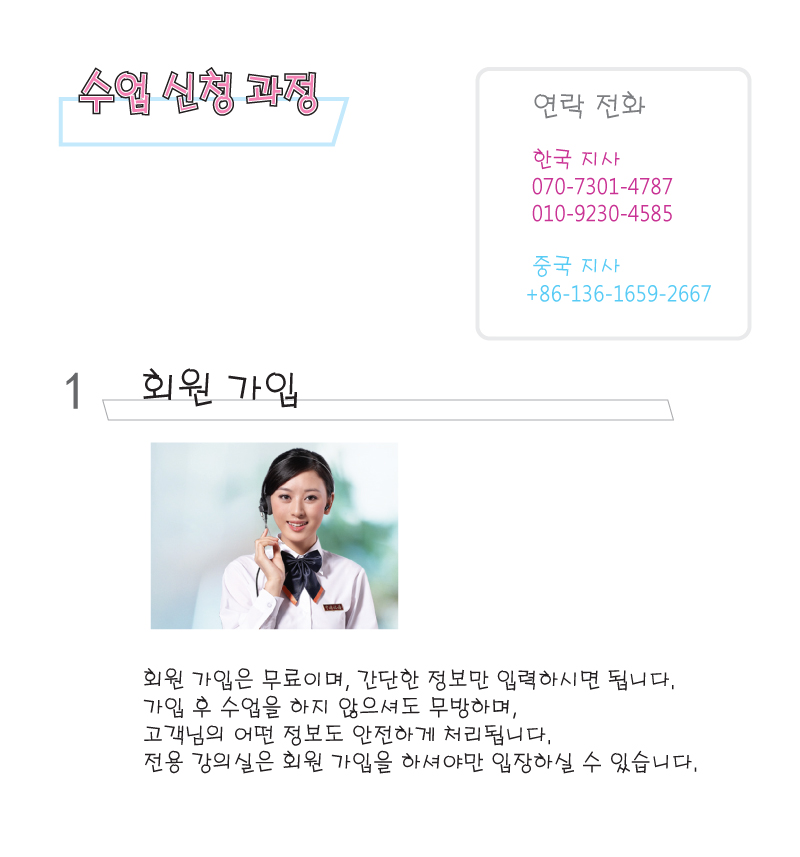 수업 신청 과정
연락 전화
한국 지사
070-7301-4787
010-9230-4585
중국 지사
+86-136-1659-2667
1 회원 가입
회원 가입은 무료이며, 간단한 정보만 입력하시면 됩니다.
가입 후 수업을 하지 않으셔도 무방하며,
고객님의 어떤 정보도 안전하게 처리됩니다.
전용 강의실은 회원 가입을 하셔야만 입장하실 수 있습니다.